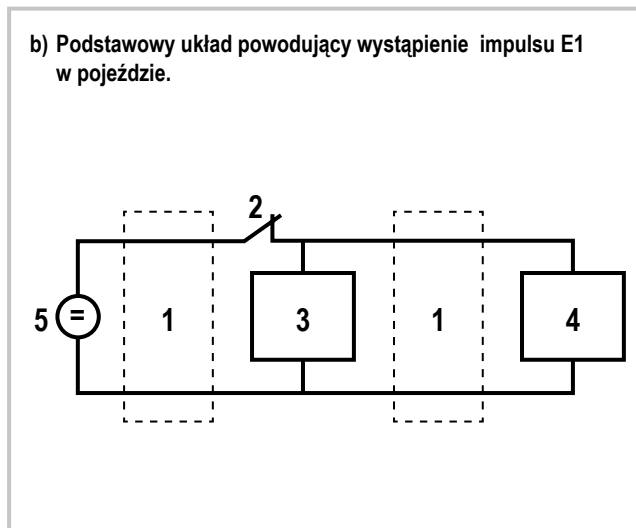 b) Podstawowy układ powodujący wystąpienie impulsu E1
w pojeździe.
2
5 = 1 3 1 4